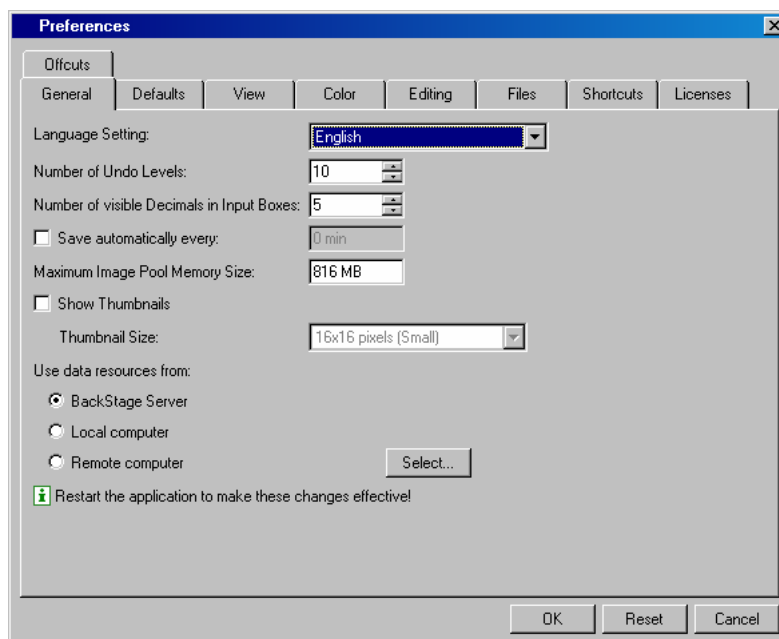 Preferences
Offcuts
General Defaults View Color Editing Files Shortcuts Licenses
Language Setting: English
Number of Undo Levels: 10
Number of visible Decimals in Input Boxes: 5
Save automatically every: 0 min
Maximum Image Pool Memory Size: 816 MB
Show Thumbnails
Thumbnail Size: 16x16 pixels (Small)
Use data resources from:
BackStage Server
Local computer
Remote computer Select...
Restart the application to make these changes effective!
OK Reset Cancel